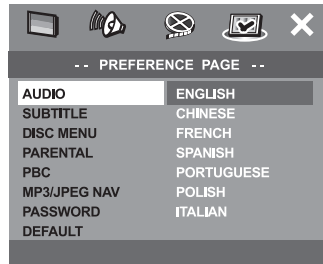 -- PREFERENCE PAGE --
AUDIO ENGLISH
SUBTITLE CHINESE
DISC MENU FRENCH
PARENTAL SPANISH
PBC PORTUGUESE
MP3/JPEG NAV POLISH
PASSWORD ITALIAN
DEFAULT